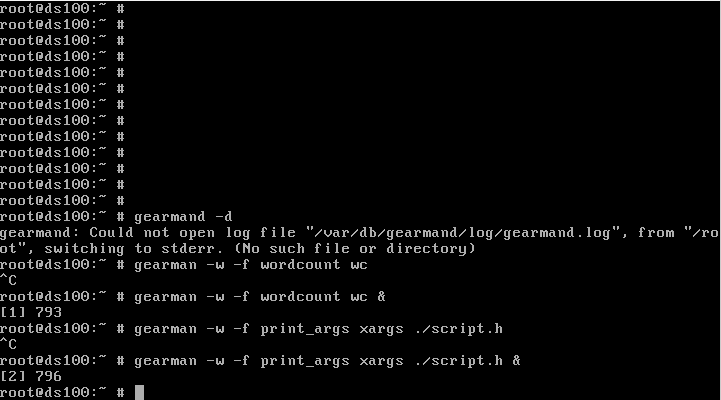 root@ds100:~ #
root@ds100:~ #
root@ds100:~ #
root@ds100:~ #
root@ds100:~ #
root@ds100:~ #
root@ds100:~ #
root@ds100:~ #
root@ds100:~ #
root@ds100:~ #
root@ds100:~ #
root@ds100:~ #
root@ds100:~ #
root@ds100:~ # gearmand -d
gearmand: Could not open log file "/var/db/gearmand/log/gearmand.log", from "/ro
ot", switching to stderr. (No such file or directory)
root@ds100:~ # gearman -w -f wordcount wc
^C
root@ds100:~ # gearman -w -f wordcount wc &
[1] 793
root@ds100:~ # gearman -w -f print_args xargs ./script.h
^C
root@ds100:~ # gearman -w -f print_args xargs ./script.h &
[2] 796
root@ds100:~ #